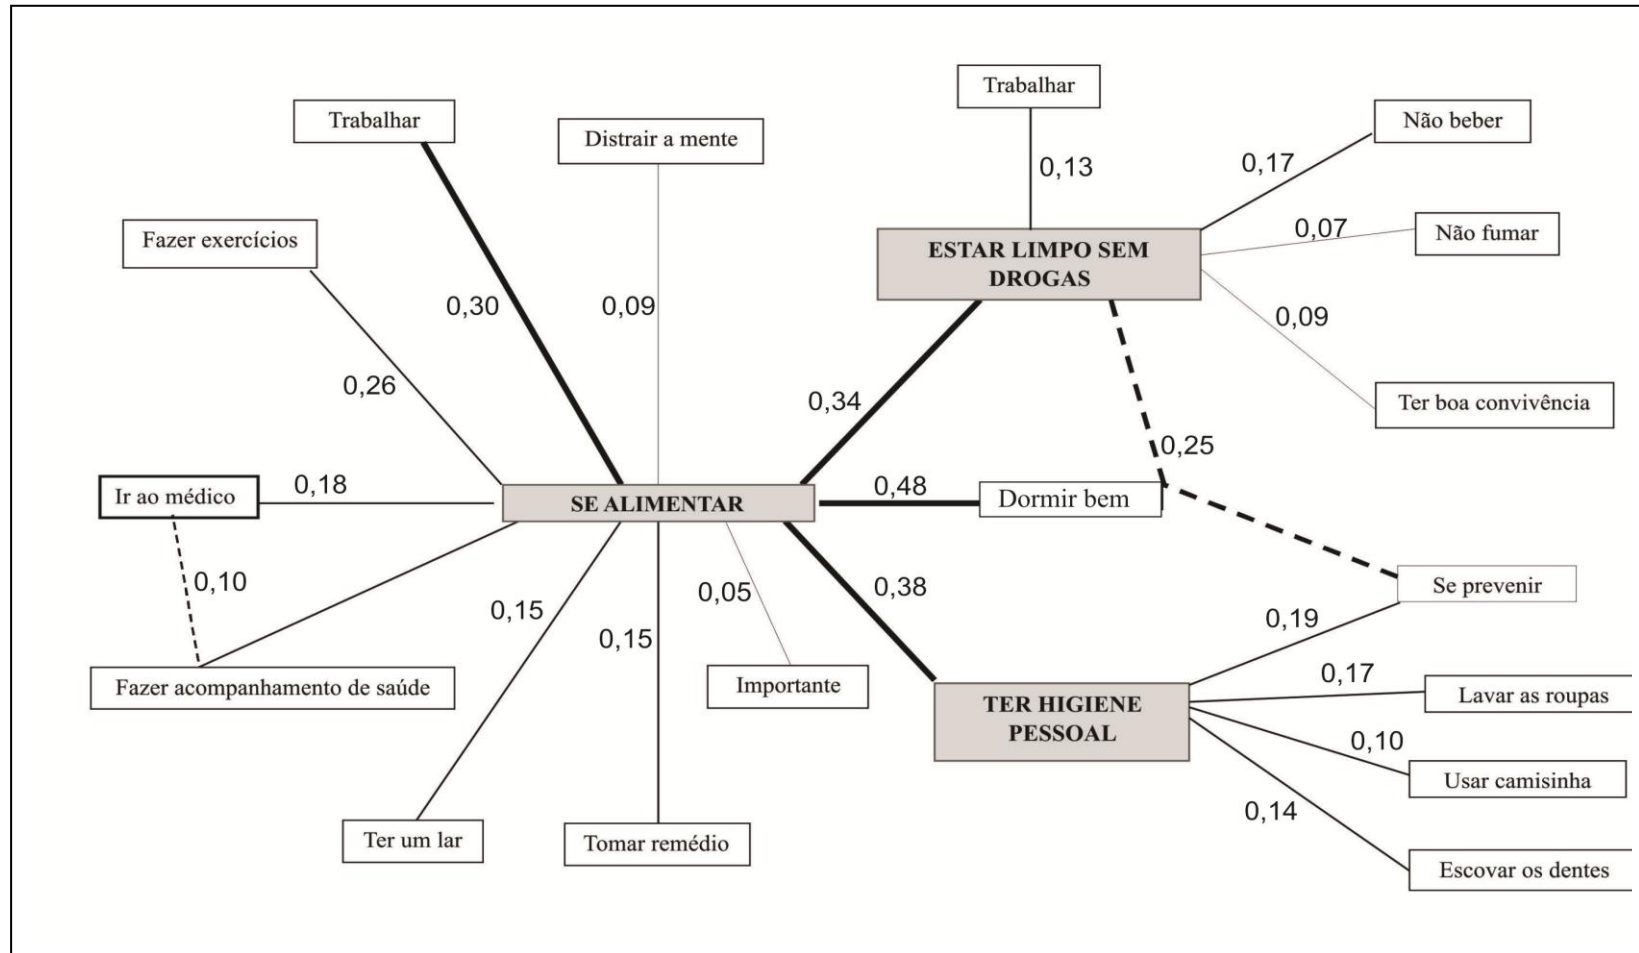 Trabalhar
Trabalhar
Não beber
Distrair a mente
0,13
0,17
Fazer exercícios
0,07
Não fumar
ESTAR LIMPO SEM
DROGAS
0,30
0,09
0,09
0,26
0,34
Ter boa convivência
0,25
Ir ao médico
0,18
SE ALIMENTAR
0,48
Dormir bem
0,10
0,15
0,15
0,05
0,38
Se prevenir
0,19
Fazer acompanhamento de saúde
Importante
TER HIGIENE
PESSOAL
0,17
Lavar as roupas
0,10
Usar camisinha
0,14
Ter um lar
Tomar remédio
Escovar os dentes